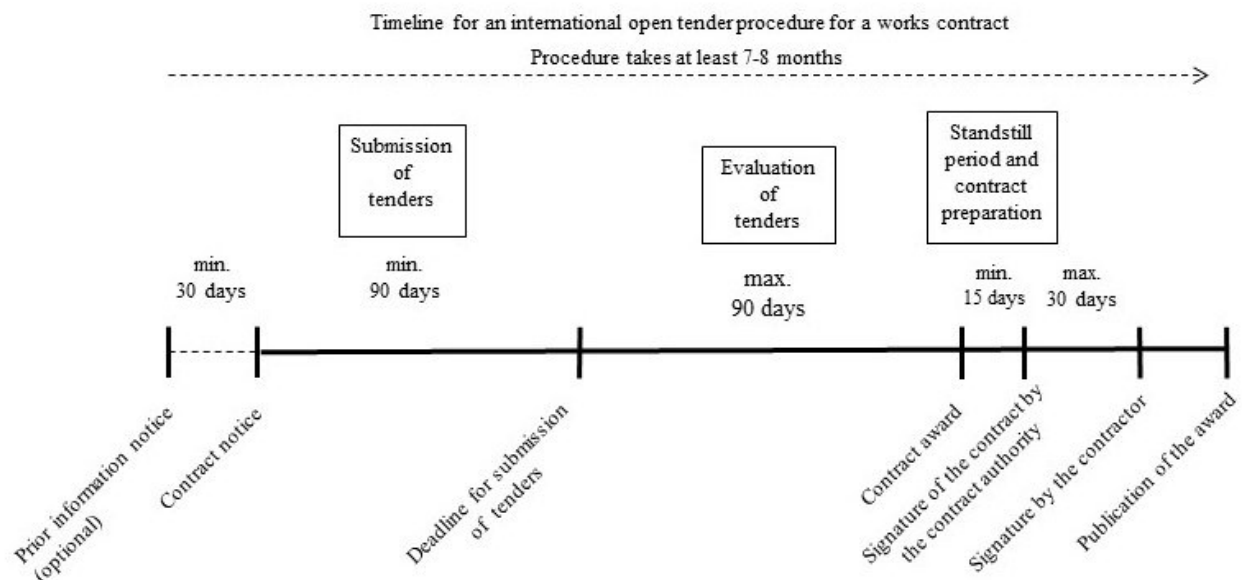 Timeline for an international open tender procedure for a works contract
Procedure takes at least 7-8 months
Submission
of
tenders
Evaluation
of
tenders
Standstill
period and
contract
preparation
min.
30 days
min.
90 days
max.
90 days
min.
15 days
max.
30 days
Prior information notice
(optional)
Contract notice
Deadline for submission
of tenders
Contract award
Signature of the contract by
the contract authority
Signature by the contractor
Publication of the award